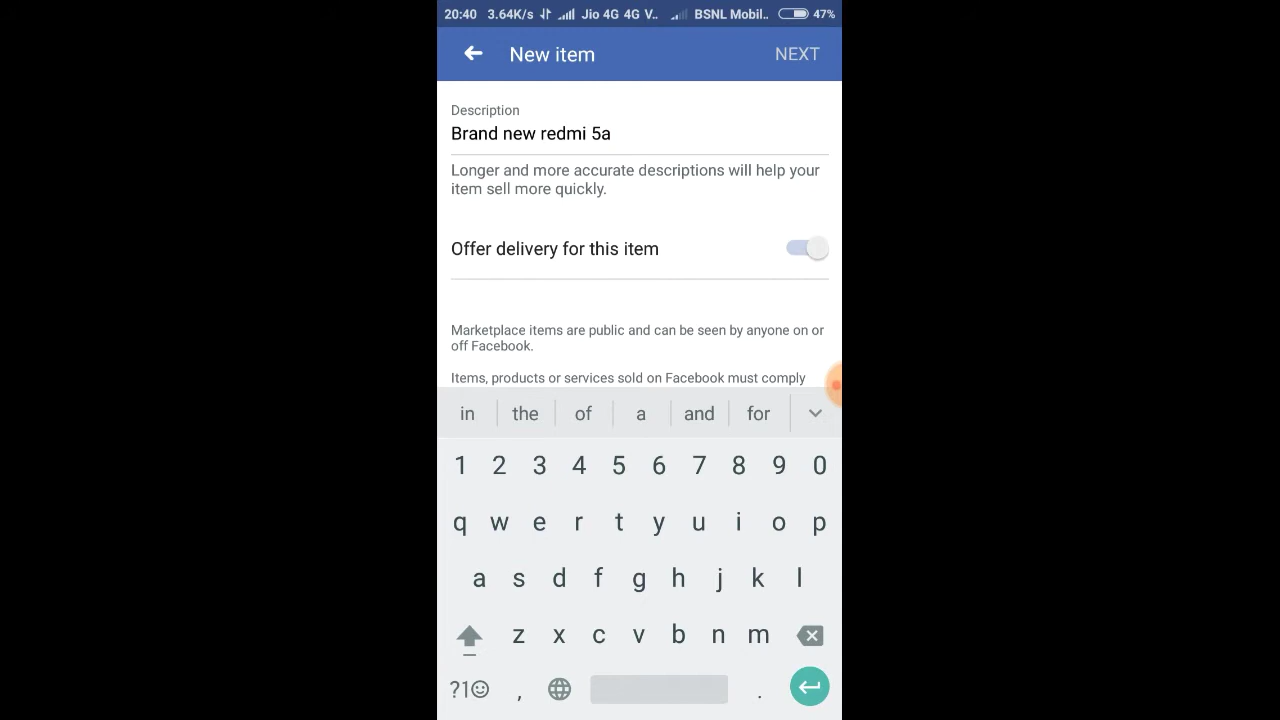 20:40 3.64K/s Jio 4G 4G V.. BSNL Mobil.. 47%
New item NEXT
Description
Brand new redmi 5a
Longer and more accurate descriptions will help your
item sell more quickly.
Offer delivery for this item
Marketplace items are public and can be seen by anyone on or
off Facebook.
Items, products or services sold on Facebook must comply
in the of a and for
1 2 3 4 5 6 7 8 9 0
q w e r t y u i o p
a s d f g h j k l
z x c v b n m
?1☺ , .